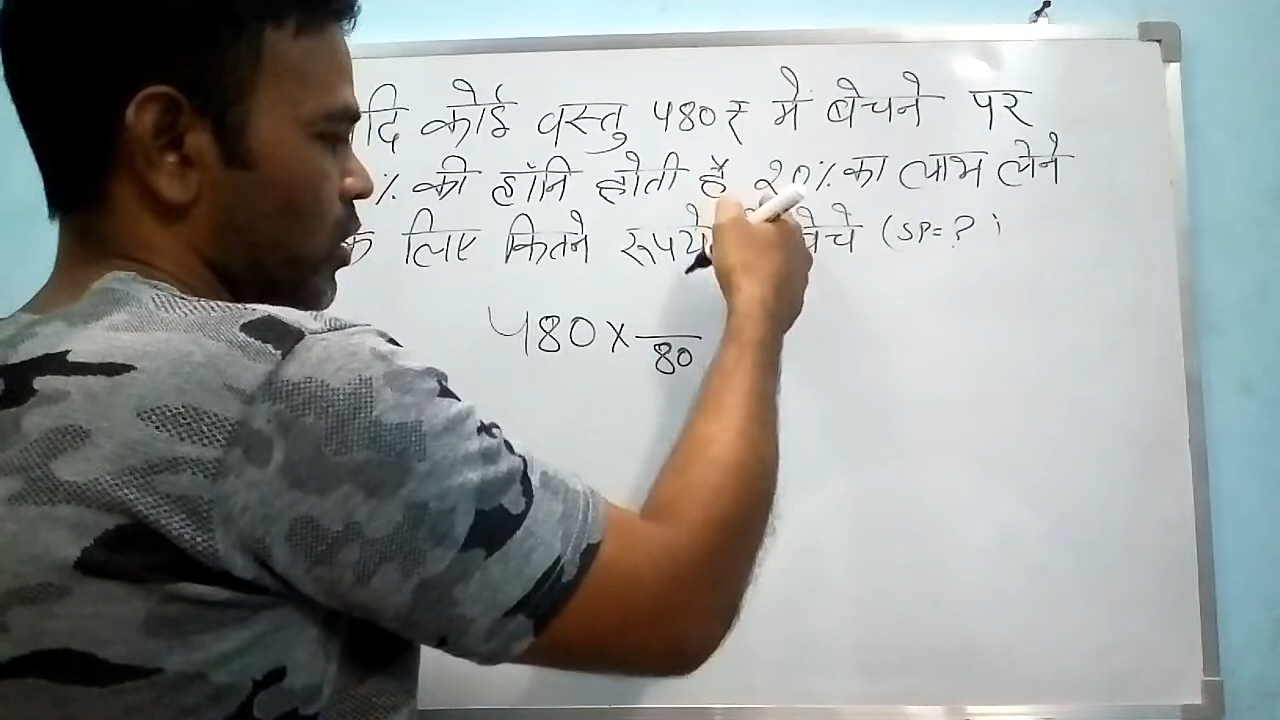 दि कोई वस्तु 480₹ में बेचने पर
% की हाँनि होती है 20% का लाभ लेने
लिए कितने रूपये बेचे (SP=?
480 × /80